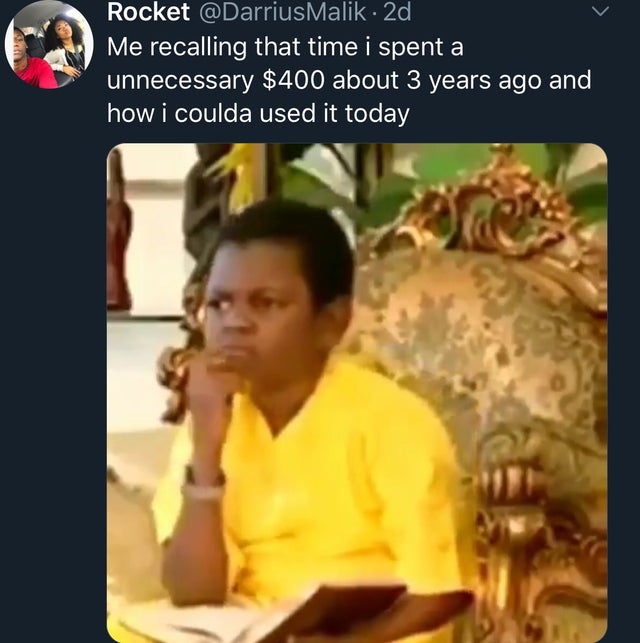 Rocket @DarriusMalik · 2d
Me recalling that time i spent a
unnecessary $400 about 3 years ago and
how i coulda used it today